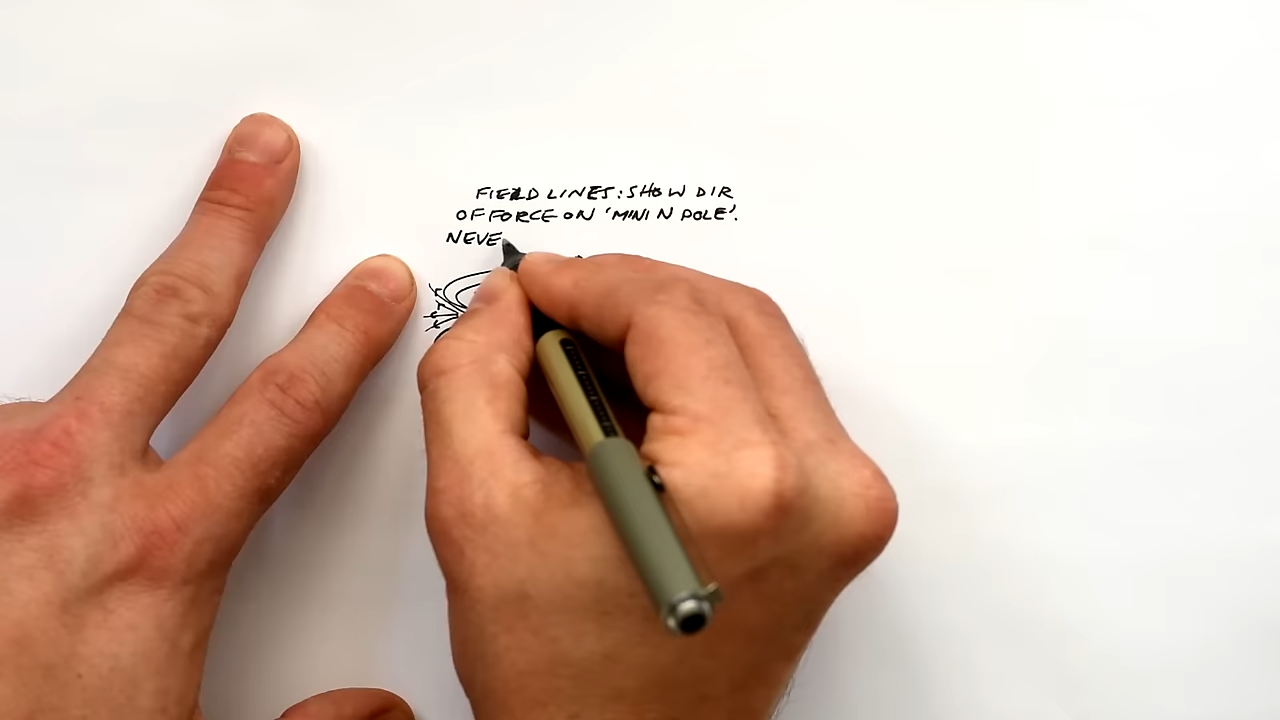 FIELD LINES: SHOW DIR
OF FORCE ON 'MINI N POLE'.
NEVE